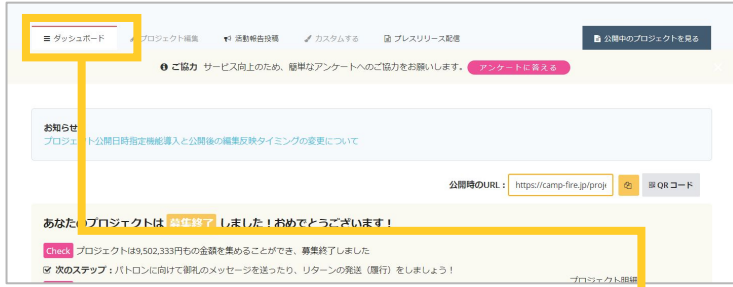 ダッシュボード プロジェクト編集 活動報告投稿 カスタムする プレスリリース配信 公開中のプロジェクトを見る
ご協力 サービス向上のため、簡単なアンケートへのご協力をお願いします。 アンケートに答える
お知らせ
プロジェクト公開日時指定機能導入と公開後の編集反映タイミングの変更について
公開時のURL： https://camp-fire.jp/proje QRコード
あなたのプロジェクトは 募集終了 しました！おめでとうございます！
Check プロジェクトは9,502,333円もの金額を集めることができ、募集終了しました
次のステップ：パトロンに向けて御礼のメッセージを送ったり、リターンの発送（履行）をしましょう！
プロジェクト明細